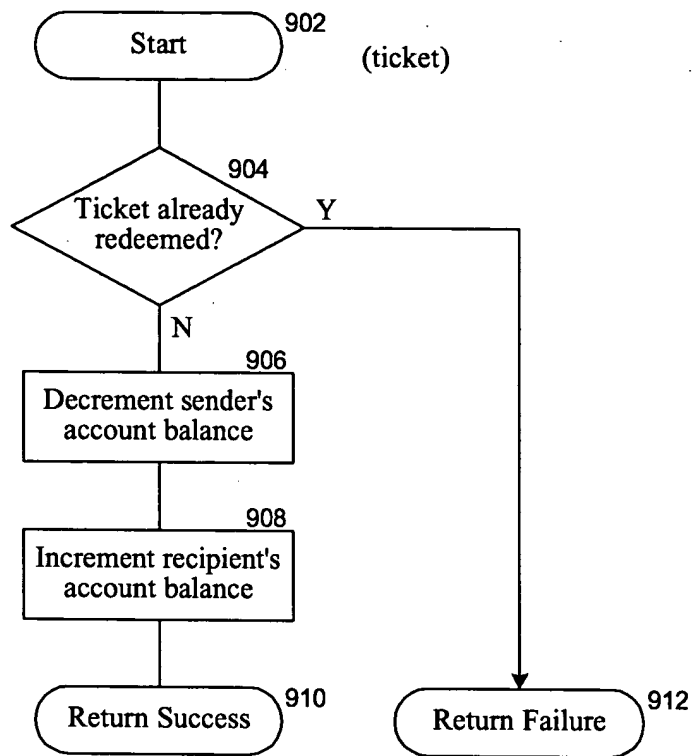 Start
902
(ticket)
904
Ticket already
redeemed?
Y
N
906
Decrement sender's
account balance
908
Increment recipient's
account balance
Return Success
910
Return Failure
912